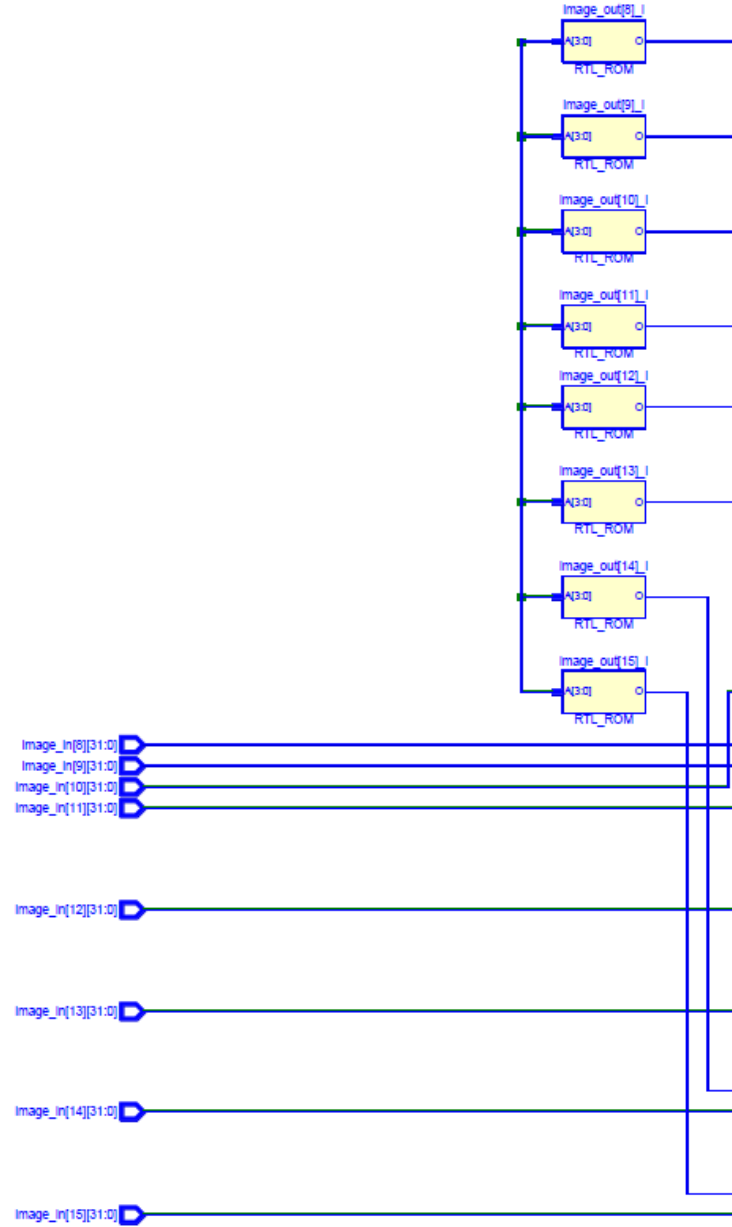 Image_out[8]_i
A[3:0] O
RTL_ROM
Image_out[9]_i
A[3:0] O
RTL_ROM
Image_out[10]_i
A[3:0] O
RTL_ROM
Image_out[11]_i
A[3:0] O
RTL_ROM
Image_out[12]_i
A[3:0] O
RTL_ROM
Image_out[13]_i
A[3:0] O
RTL_ROM
Image_out[14]_i
A[3:0] O
RTL_ROM
Image_out[15]_i
A[3:0] O
RTL_ROM
Image_in[8][31:0]
Image_in[9][31:0]
Image_in[10][31:0]
Image_in[11][31:0]
Image_in[12][31:0]
Image_in[13][31:0]
Image_in[14][31:0]
Image_in[15][31:0]